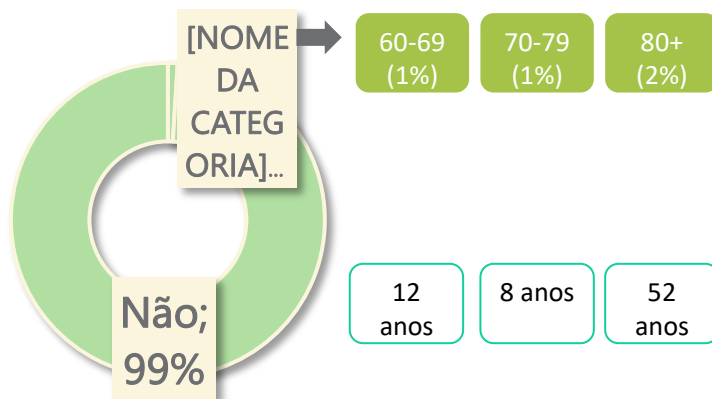 [NOME
DA
CATEG
ORIA]...
60-69
(1%)
70-79
(1%)
80+
(2%)
Não;
99%
12
anos
8 anos
52
anos